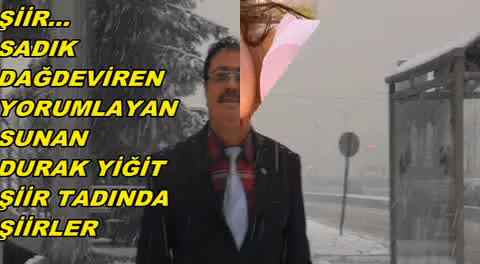 ŞİİR...
SADIK
DAĞDEVİREN
YORUMLAYAN
SUNAN
DURAK YİĞİT
ŞİİR TADINDA
ŞİİRLER